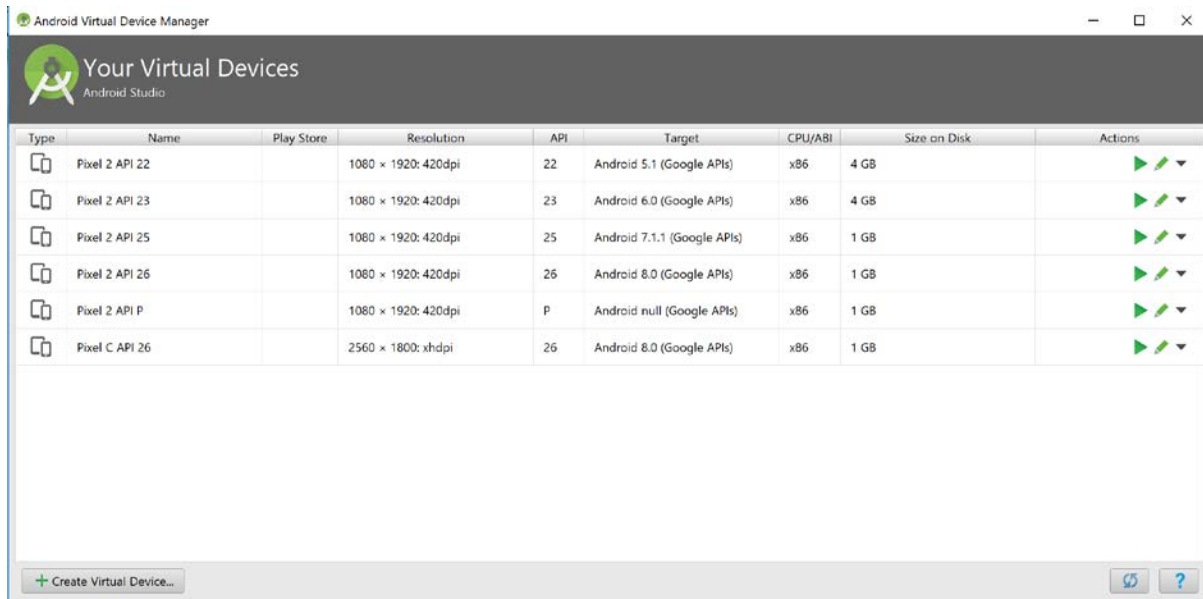 Android Virtual Device Manager
Your Virtual Devices
Android Studio
Type Name Play Store Resolution API Target CPU/ABI Size on Disk Actions
Pixel 2 API 22 1080 × 1920: 420dpi 22 Android 5.1 (Google APIs) x86 4 GB
Pixel 2 API 23 1080 × 1920: 420dpi 23 Android 6.0 (Google APIs) x86 4 GB
Pixel 2 API 25 1080 × 1920: 420dpi 25 Android 7.1.1 (Google APIs) x86 1 GB
Pixel 2 API 26 1080 × 1920: 420dpi 26 Android 8.0 (Google APIs) x86 1 GB
Pixel 2 API P 1080 × 1920: 420dpi P Android null (Google APIs) x86 1 GB
Pixel C API 26 2560 × 1800: xhdpi 26 Android 8.0 (Google APIs) x86 1 GB
+ Create Virtual Device... ?